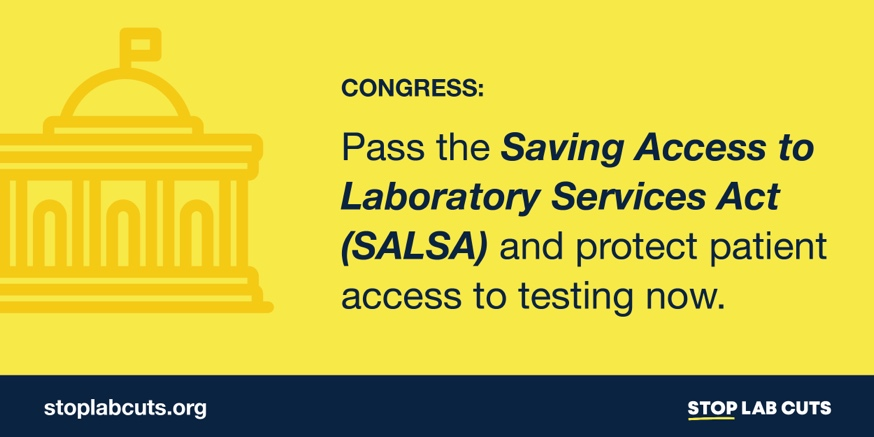 CONGRESS:
Pass the Saving Access to
Laboratory Services Act
(SALSA) and protect patient
access to testing now.
stoplabcuts.org
STOP LAB CUTS